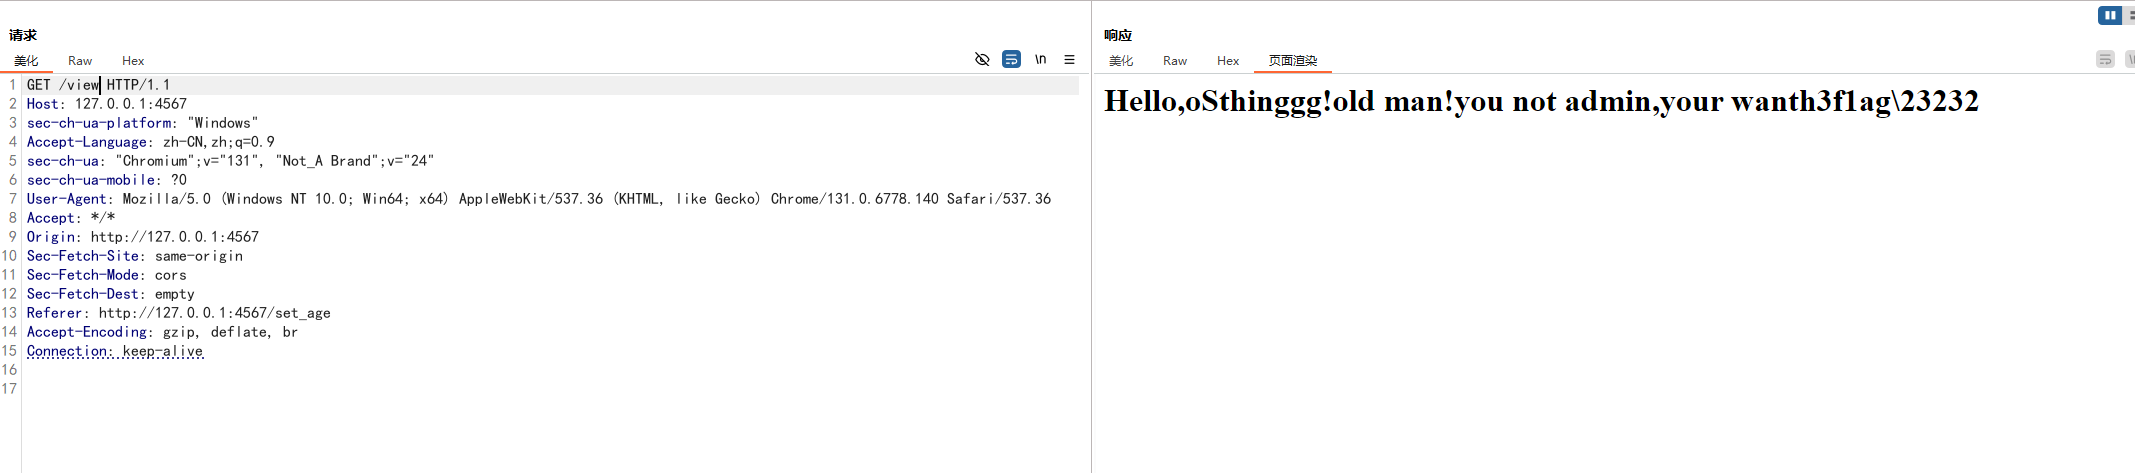 请求
美化 Raw Hex
\n
1 GET /view HTTP/1.1
2 Host: 127.0.0.1:4567
3 sec-ch-ua-platform: "Windows"
4 Accept-Language: zh-CN,zh;q=0.9
5 sec-ch-ua: "Chromium";v="131", "Not_A Brand";v="24"
6 sec-ch-ua-mobile: ?0
7 User-Agent: Mozilla/5.0 (Windows NT 10.0; Win64; x64) AppleWebKit/537.36 (KHTML, like Gecko) Chrome/131.0.6778.140 Safari/537.36
8 Accept: */*
9 Origin: http://127.0.0.1:4567
10 Sec-Fetch-Site: same-origin
11 Sec-Fetch-Mode: cors
12 Sec-Fetch-Dest: empty
13 Referer: http://127.0.0.1:4567/set_age
14 Accept-Encoding: gzip, deflate, br
15 Connection: keep-alive
16
17
响应
美化 Raw Hex 页面渲染
Hello,oSthinggg!old man!you not admin,your wanth3f1ag\23232